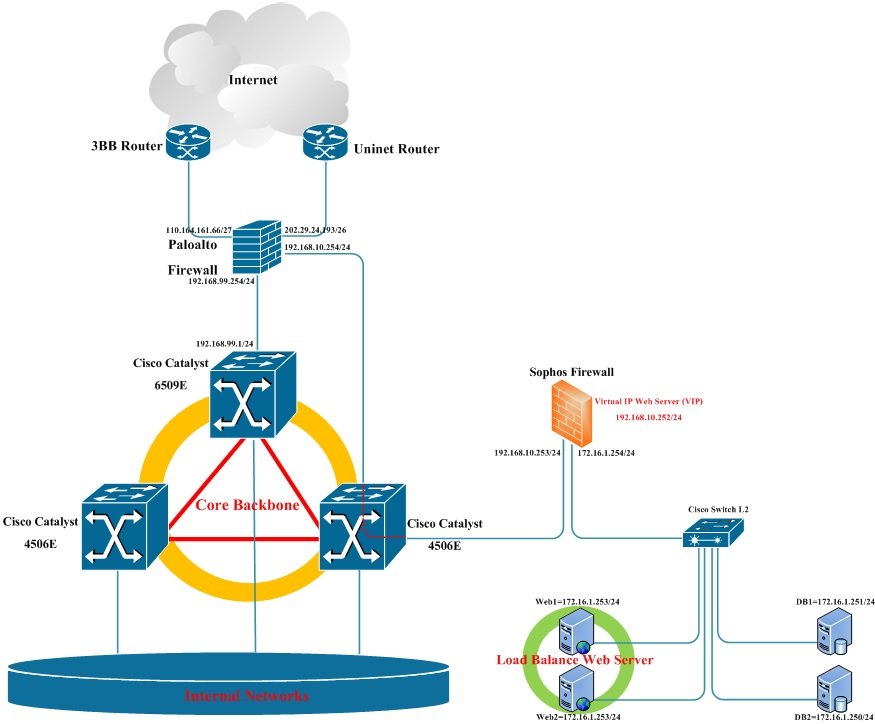 Internet
3BB Router
Uninet Router
110.164.161.66/27
202.29.24.193/26
Paloalto
Firewall
192.168.10.254/24
192.168.99.254/24
192.168.99.1/24
Cisco Catalyst
6509E
Sophos Firewall
Virtual IP Web Server (VIP)
192.168.10.252/24
192.168.10.253/24
172.16.1.254/24
Core Backbone
Cisco Catalyst
4506E
Cisco Catalyst
4506E
Cisco Switch L2
Web1=172.16.1.253/24
DB1=172.16.1.251/24
Load Balance Web Server
Internal Networks
Web2=172.16.1.253/24
DB2=172.16.1.250/24